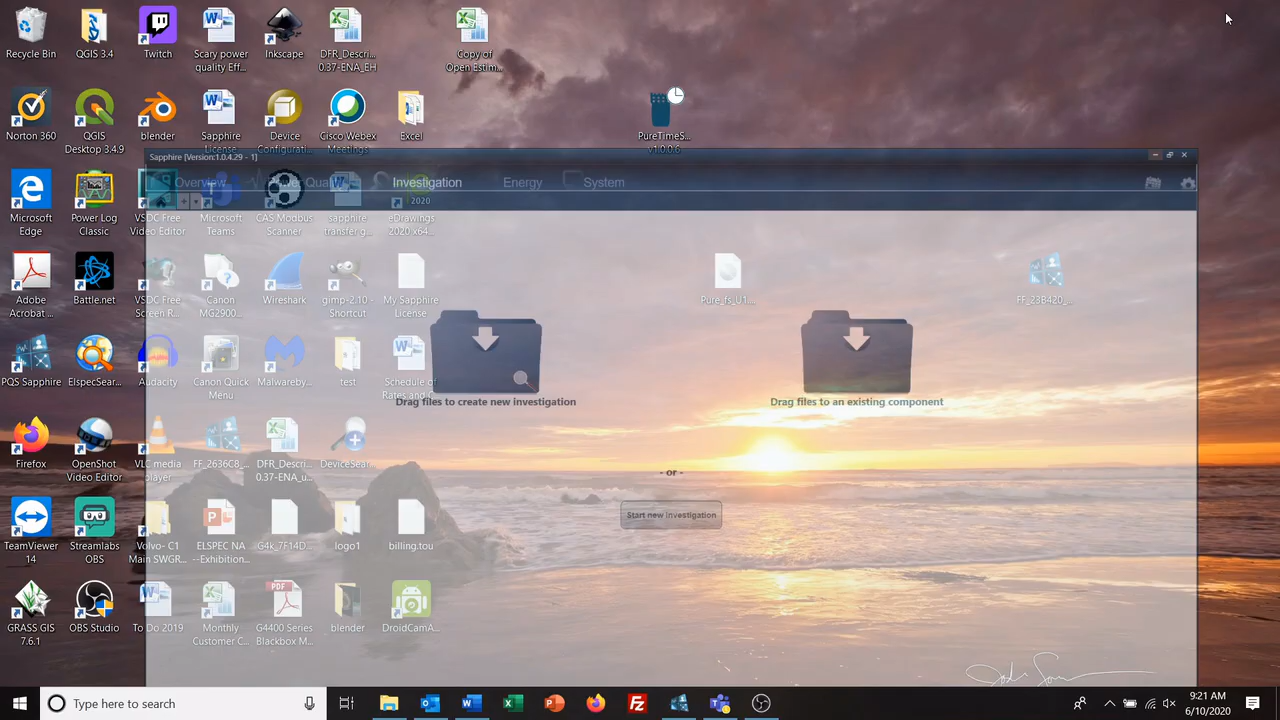 Recycle Bin
QGIS 3.4
Twitch
Scary power
quality Eff...
Inkscape
DFR_Descri...
0.37-ENA_EH
Copy of
Open Estim...
Norton 360
QGIS
Desktop 3.4.9
blender
Sapphire
License
Device
Configurati...
Cisco Webex
Meetings
Excel
PureTimeS...
v1.0.0.6
Sapphire [Version:1.0.4.29 - 1]
Overview
Power Quality
Investigation
Energy
System
Microsoft
Edge
Power Log
Classic
VSDC Free
Video Editor
Microsoft
Teams
CAS Modbus
Scanner
sapphire
transfer g...
2020
eDrawings
2020 x64...
Adobe
Acrobat ...
Battle.net
VSDC Free
Screen R...
Canon
MG2900...
Wireshark
gimp-2.10 -
Shortcut
My Sapphire
License
Pure_fs_U1....
FF_23B420_...
PQS Sapphire
ElspecSear...
Audacity
Canon Quick
Menu
Malwareby...
test
Schedule of
Drag files to create new investigation
Drag files to an existing component
Firefox
OpenShot
Video Editor
VLC media
player
FF_2636C8_...
DFR_Descri...
0.37-ENA_u...
DeviceSear...
- or -
Start new investigation
TeamViewer
14
Streamlabs
OBS
Volvo- C1
Main SWGR...
ELSPEC NA
--Exhibition...
G4k_7F14D...
logo1
billing.tou
GRASS GIS
7.6.1
OBS Studio
To Do 2019
Monthly
Customer C...
PDF
G4400 Series
Blackbox M...
blender
DroidCamA...
Type here to search
9:21 AM
6/10/2020